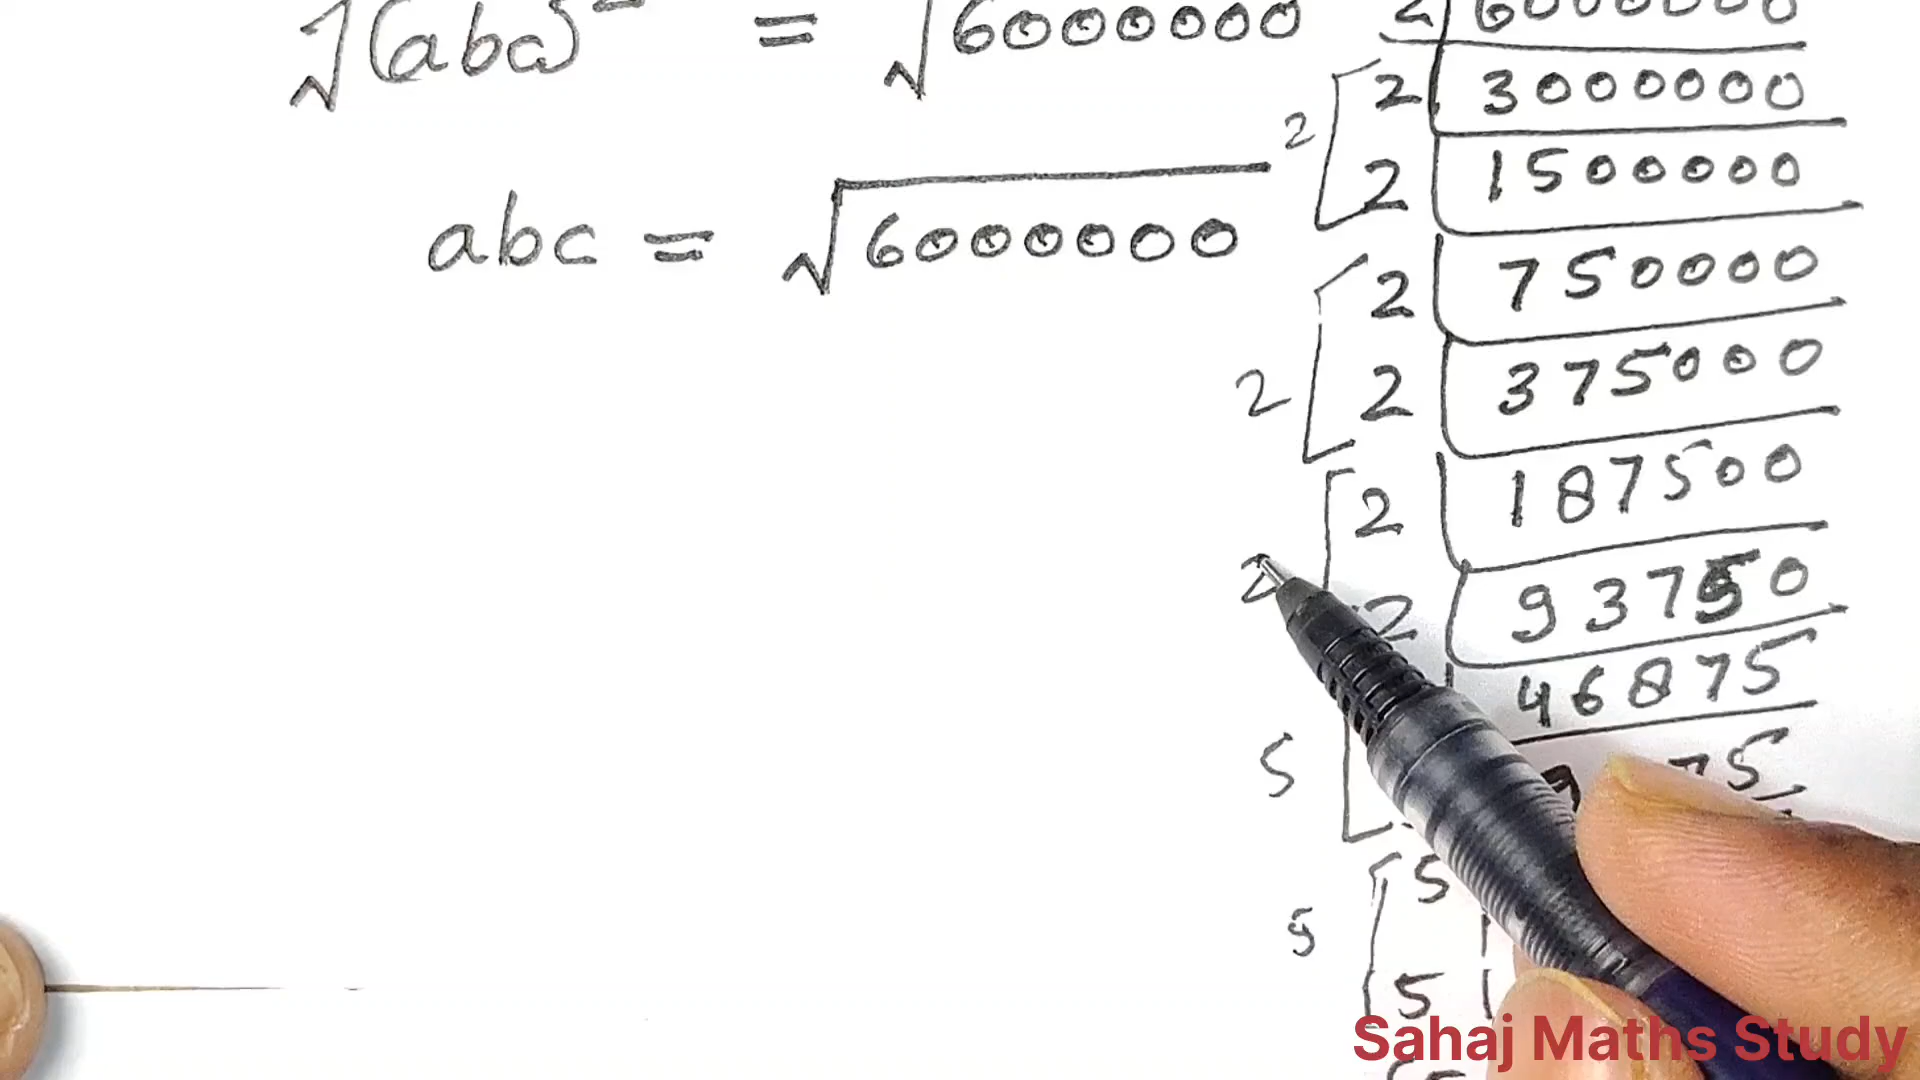 √(abc)² = √6000000
abc = √6000000
2 6000000
2 2 3000000
2 1500000
2 750000
2 2 375000
2 187500
2 2 93750
46875
5 75
5
5 5
Sahaj Maths Study